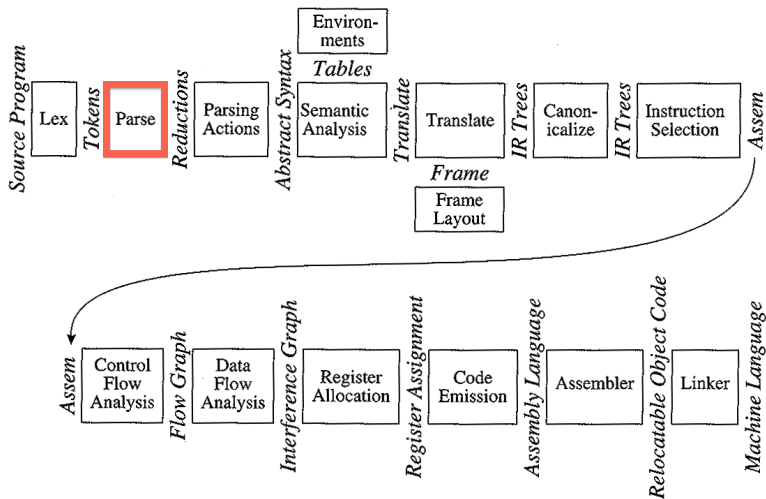 Environ-
ments
Tables
Source Program
Lex
Tokens
Parse
Reductions
Parsing
Actions
Abstract Syntax
Semantic
Analysis
Translate
Translate
Frame
Frame
Layout
IR Trees
Canon-
icalize
IR Trees
Instruction
Selection
Assem
Assem
Control
Flow
Analysis
Flow Graph
Data
Flow
Analysis
Interference Graph
Register
Allocation
Register Assignment
Code
Emission
Assembly Language
Assembler
Relocatable Object Code
Linker
Machine Language